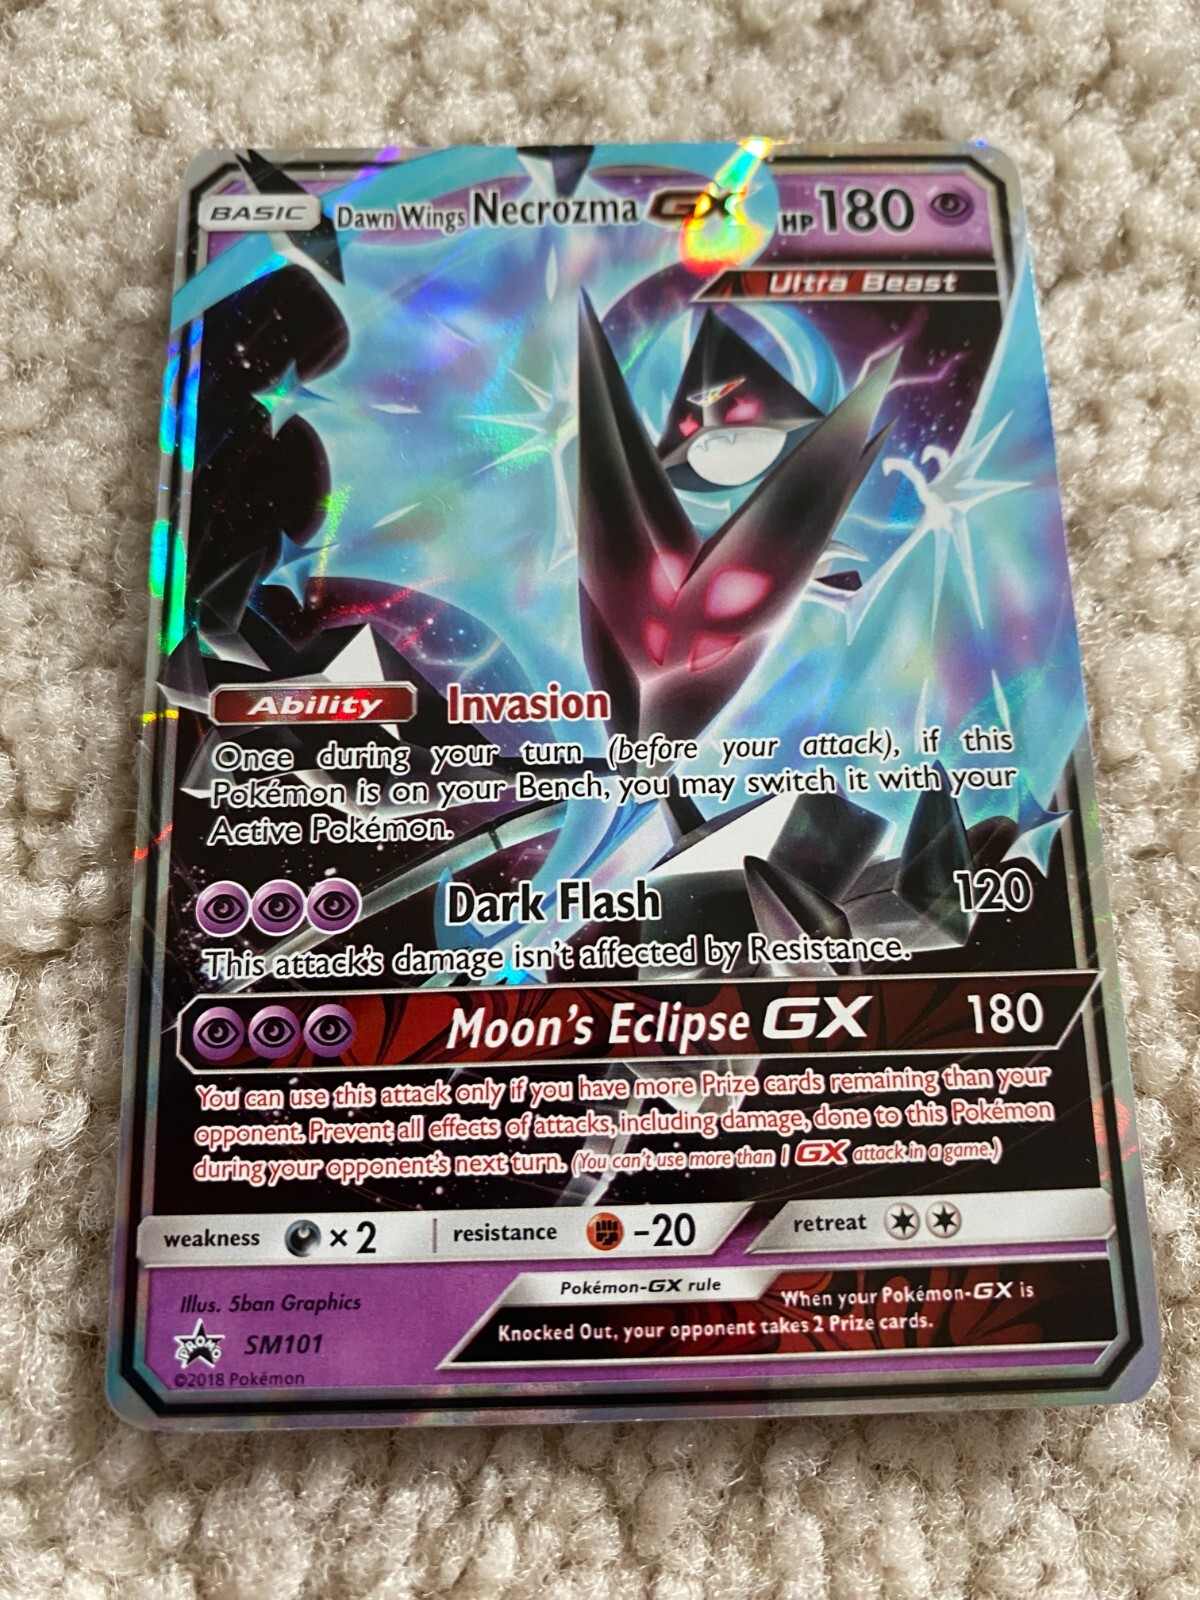 BASIC Dawn Wings Necrozma GX HP 180
Ultra Beast
Ability Invasion
Once during your turn (before your attack), if this
Pokémon is on your Bench, you may switch it with your
Active Pokémon.
Dark Flash 120
This attack's damage isn't affected by Resistance.
Moon's Eclipse GX 180
You can use this attack only if you have more Prize cards remaining than your
opponent. Prevent all effects of attacks, including damage, done to this Pokémon
during your opponent's next turn. (You can't use more than 1 GX attack in a game.)
weakness ×2 resistance -20 retreat
Illus. 5ban Graphics
PROMO SM101
©2018 Pokémon
Pokémon-GX rule
When your Pokémon-GX is
Knocked Out, your opponent takes 2 Prize cards.